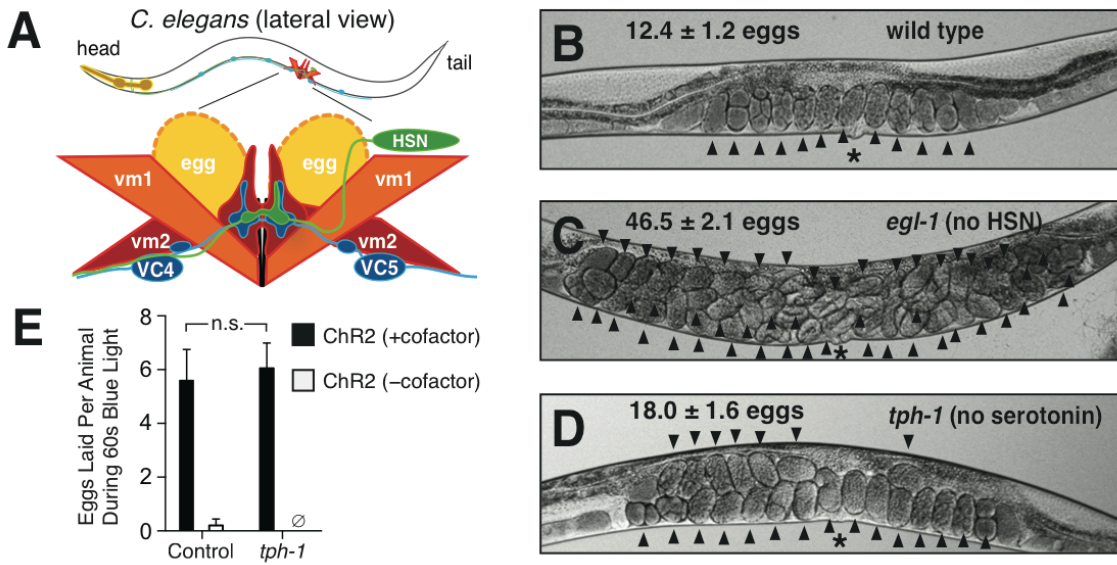 A
C. elegans (lateral view)
head
tail
HSN
egg
egg
vm1
vm1
vm2
vm2
VC4
VC5
B
12.4 ± 1.2 eggs
wild type
*
C
46.5 ± 2.1 eggs
egl-1 (no HSN)
*
D
18.0 ± 1.6 eggs
tph-1 (no serotonin)
*
E
Eggs Laid Per Animal
During 60s Blue Light
8
6
4
2
0
n.s.
ChR2 (+cofactor)
ChR2 (−cofactor)
∅
Control
tph-1